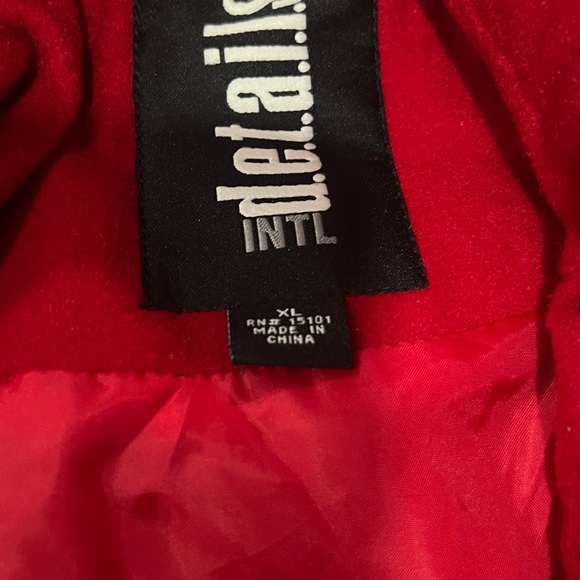 d.e.t.a.i.l.s
INTL
XL
RN# 15101
MADE IN
CHINA